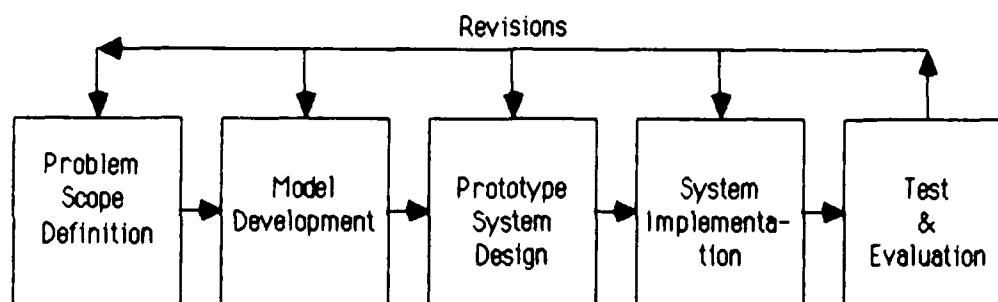 Revisions
Problem
Scope
Definition
Model
Development
Prototype
System
Design
System
Implementa-
tion
Test
&
Evaluation